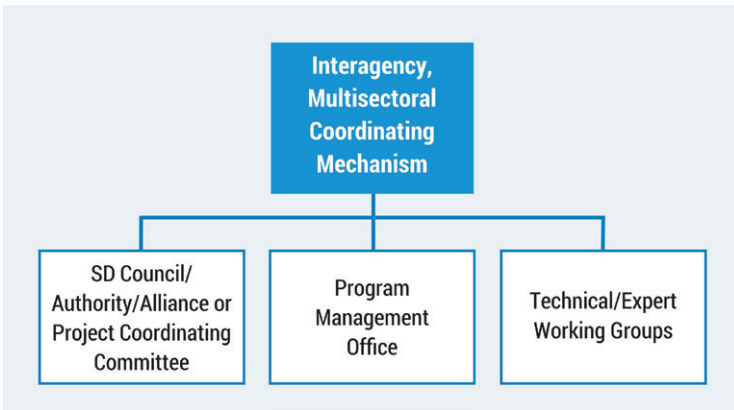 Interagency,
Multisectoral
Coordinating
Mechanism
SD Council/
Authority/Alliance or
Project Coordinating
Committee
Program
Management
Office
Technical/Expert
Working Groups